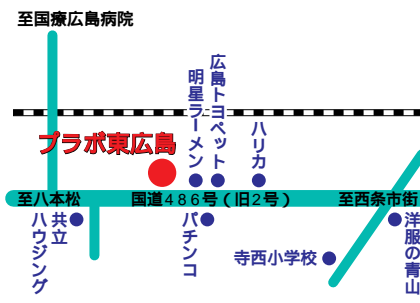 至国療広島病院
広島トヨペット
明星ラーメン
ハリカ
プラボ東広島
至八本松
国道486号(旧2号)
至西条市街
共立
ハウジング
パチンコ
洋服の青山
寺西小学校